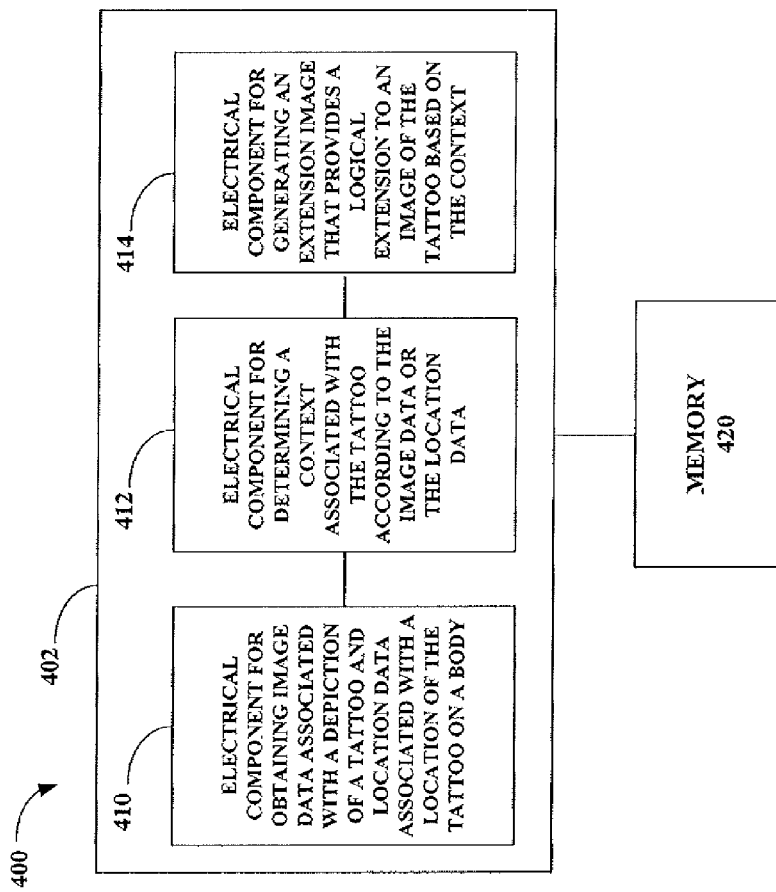 400
402
410
ELECTRICAL
COMPONENT FOR
OBTAINING IMAGE
DATA ASSOCIATED
WITH A DEPICTION
OF A TATTOO AND
LOCATION DATA
ASSOCIATED WITH A
LOCATION OF THE
TATTOO ON A BODY
412
ELECTRICAL
COMPONENT FOR
DETERMINING A
CONTEXT
ASSOCIATED WITH
THE TATTOO
ACCORDING TO THE
IMAGE DATA OR
THE LOCATION
DATA
414
ELECTRICAL
COMPONENT FOR
GENERATING AN
EXTENSION IMAGE
THAT PROVIDES A
LOGICAL
EXTENSION TO AN
IMAGE OF THE
TATTOO BASED ON
THE CONTEXT
MEMORY
420